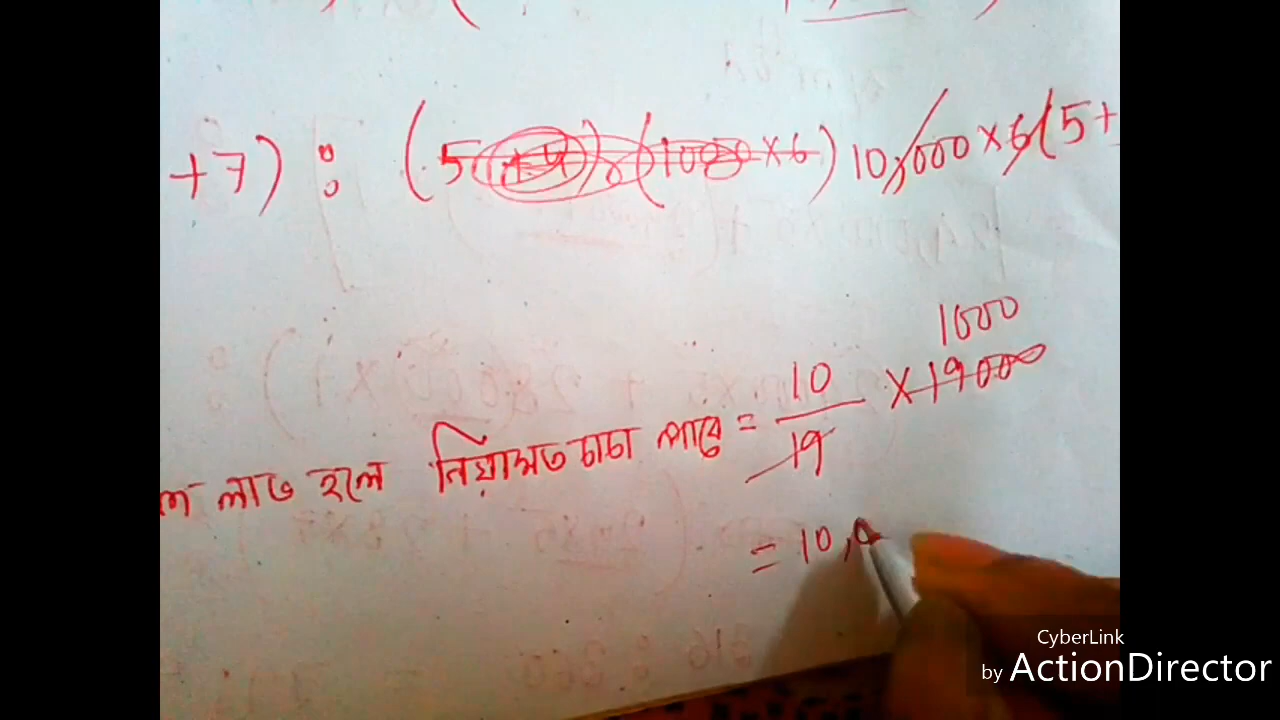 +7) : (5+4)×(1000×6) 10,000×6(5+
1000
10
লাভ হলে নিয়ামত চাচা পাবে = — ×19000
19
= 10,0
CyberLink
by ActionDirector